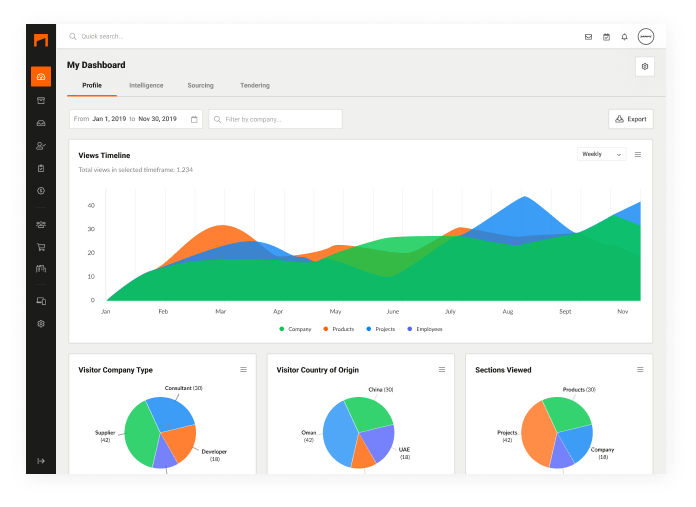 Quick search...
My Dashboard
Profile Intelligence Sourcing Tendering
From Jan 1, 2019 to Nov 30, 2019 Filter by company... Export
Views Timeline Weekly
Total views in selected timeframe: 1.234
40
30
20
10
0
Jan Feb Mar Apr May June July Aug Sept Nov
Company Products Projects Employees
Visitor Company Type
Consultant (30)
Supplier
(42)
Developer
(18)
Visitor Country of Origin
China (30)
Oman
(42)
UAE
(18)
Sections Viewed
Products (30)
Projects
(42)
Company
(18)